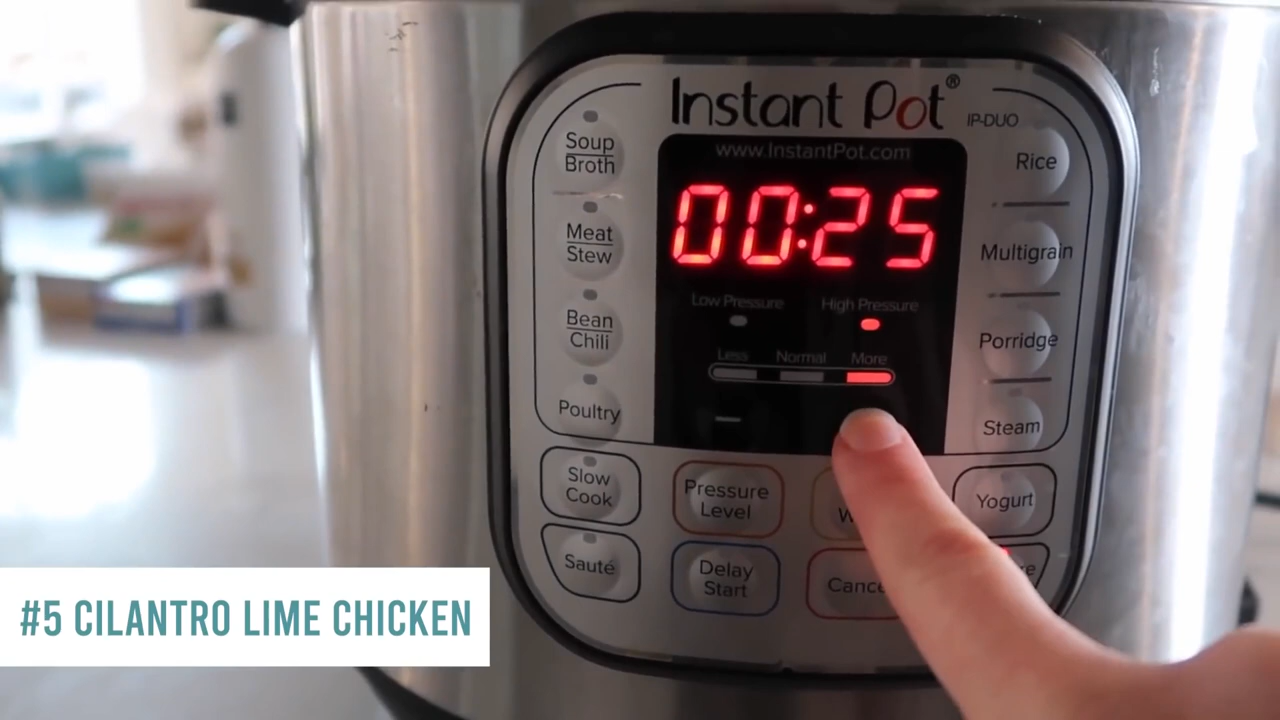 Instant Pot®
IP-DUO
www.InstantPot.com
00:25
Low Pressure
High Pressure
Less
Normal
More
Soup
Broth
Meat
Stew
Bean
Chili
Poultry
Slow
Cook
Sauté
Pressure
Level
Delay
Start
Rice
Multigrain
Porridge
Steam
Yogurt
#5 CILANTRO LIME CHICKEN